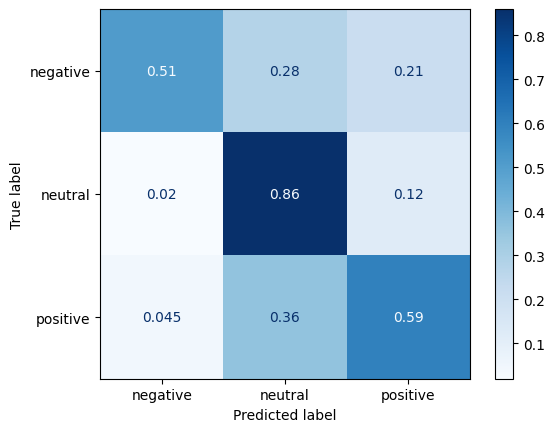 negative 0.51 0.28 0.21
neutral 0.02 0.86 0.12
positive 0.045 0.36 0.59
negative neutral positive
Predicted label
True label
0.8
0.7
0.6
0.5
0.4
0.3
0.2
0.1